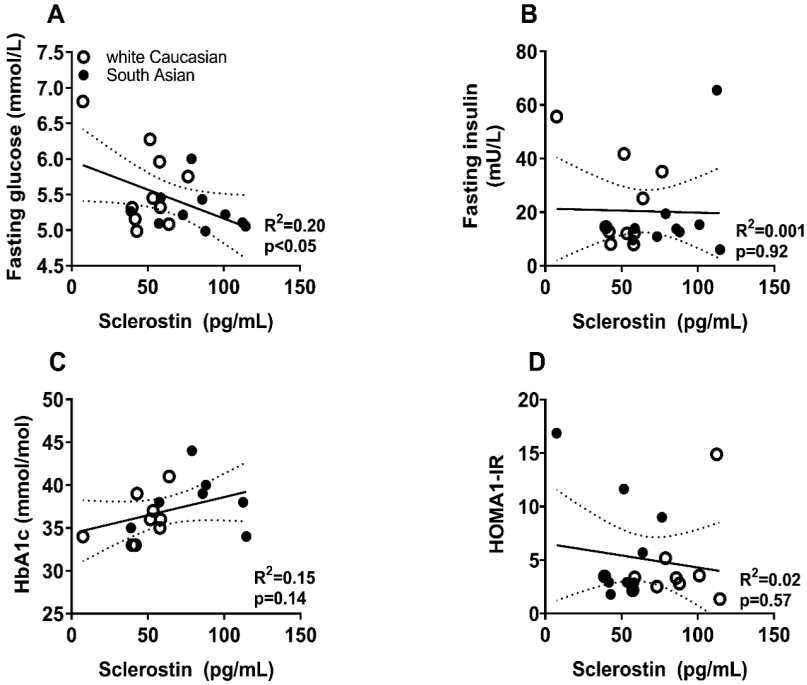 A
Fasting glucose (mmol/L)
7.5
7.0
6.5
6.0
5.5
5.0
4.5
0
50
100
150
white Caucasian
South Asian
R²=0.20
p<0.05
Sclerostin (pg/mL)
B
Fasting insulin
(mU/L)
80
60
40
20
0
0
50
100
150
R²=0.001
p=0.92
Sclerostin (pg/mL)
C
HbA1c (mmol/mol)
50
45
40
35
30
25
0
50
100
150
R²=0.15
p=0.14
Sclerostin (pg/mL)
D
HOMA1-IR
20
15
10
5
0
0
50
100
150
R²=0.02
p=0.57
Sclerostin (pg/mL)